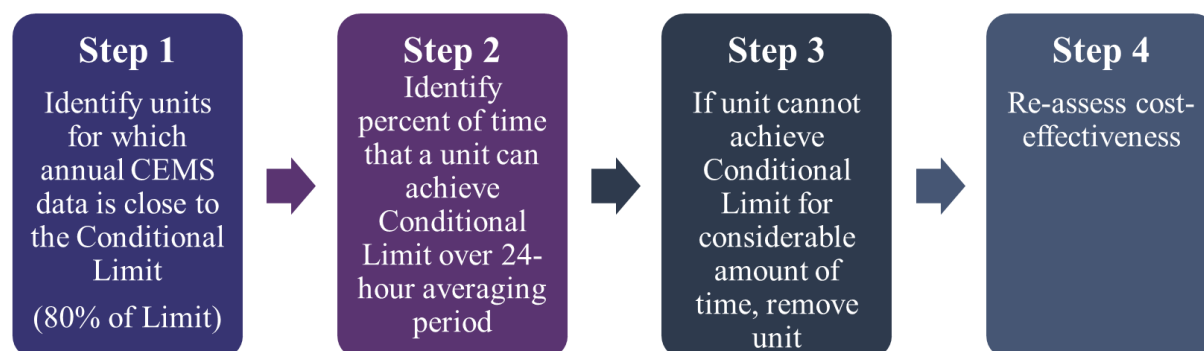 Step 1
Identify units
for which
annual CEMS
data is close to
the Conditional
Limit
(80% of Limit)
Step 2
Identify
percent of time
that a unit can
achieve
Conditional
Limit over 24-
hour averaging
period
Step 3
If unit cannot
achieve
Conditional
Limit for
considerable
amount of
time, remove
unit
Step 4
Re-assess cost-
effectiveness